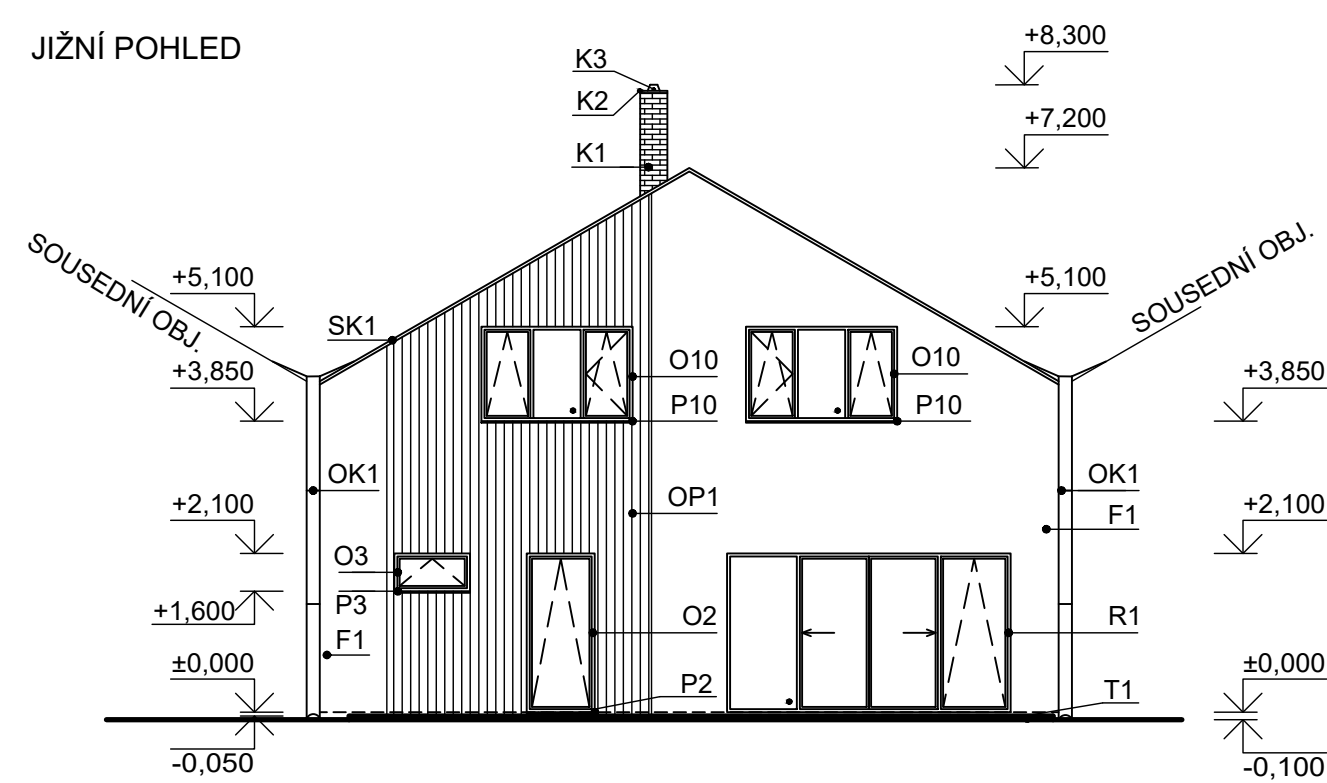 JIŽNÍ POHLED
+8,300
K3
K2
+7,200
K1
SOUSEDNÍ OBJ.
SOUSEDNÍ OBJ.
+5,100
+5,100
SK1
+3,850
O10
O10
+3,850
P10
P10
OK1
OK1
+2,100
OP1
F1
+2,100
O3
P3
+1,600
O2
R1
F1
±0,000
±0,000
P2
T1
-0,050
-0,100